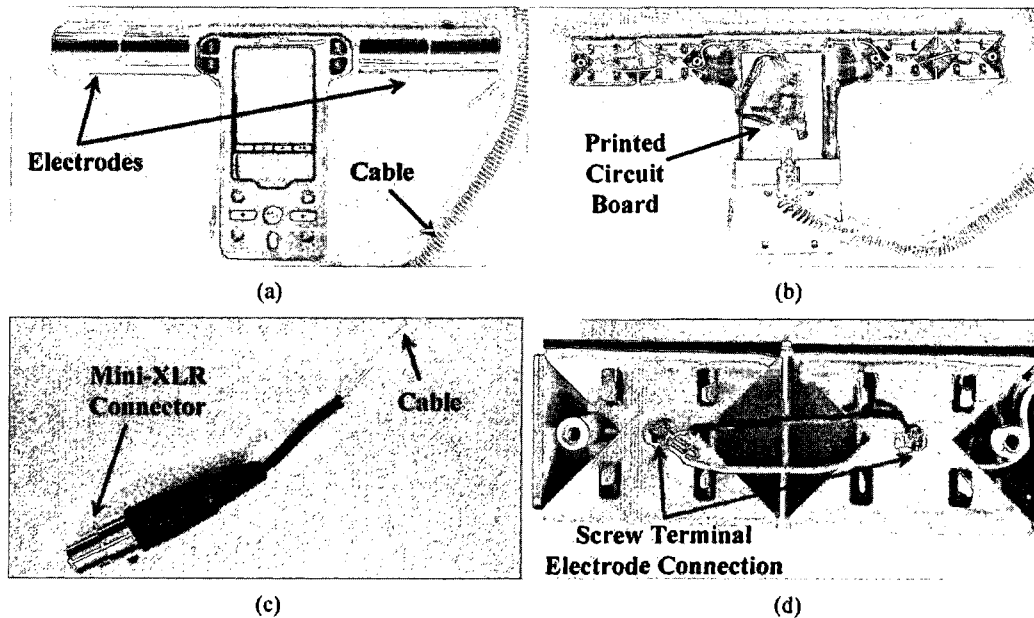 Electrodes
Cable
(a)
Printed
Circuit
Board
(b)
Mini-XLR
Connector
Cable
(c)
Screw Terminal
Electrode Connection
(d)